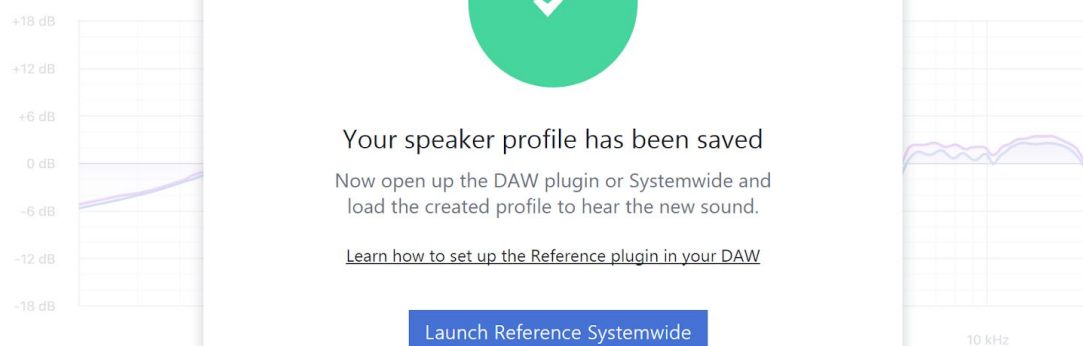 +18 dB
+12 dB
+6 dB
0 dB
-6 dB
-12 dB
-18 dB
Your speaker profile has been saved
Now open up the DAW plugin or Systemwide and
load the created profile to hear the new sound.
Learn how to set up the Reference plugin in your DAW
Launch Reference Systemwide
10 kHz